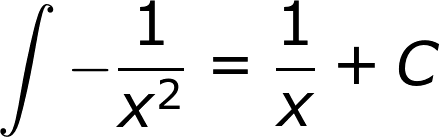 ∫ -1/x² = 1/x + C